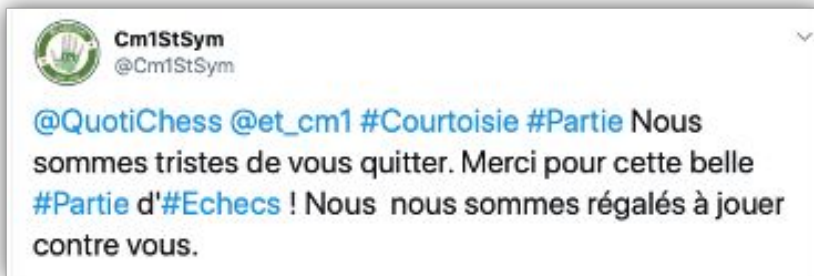 Cm1StSym
@Cm1StSym
@QuotiChess @et_cm1 #Courtoisie #Partie Nous
sommes tristes de vous quitter. Merci pour cette belle
#Partie d'#Echecs ! Nous  nous sommes régalés à jouer
contre vous.